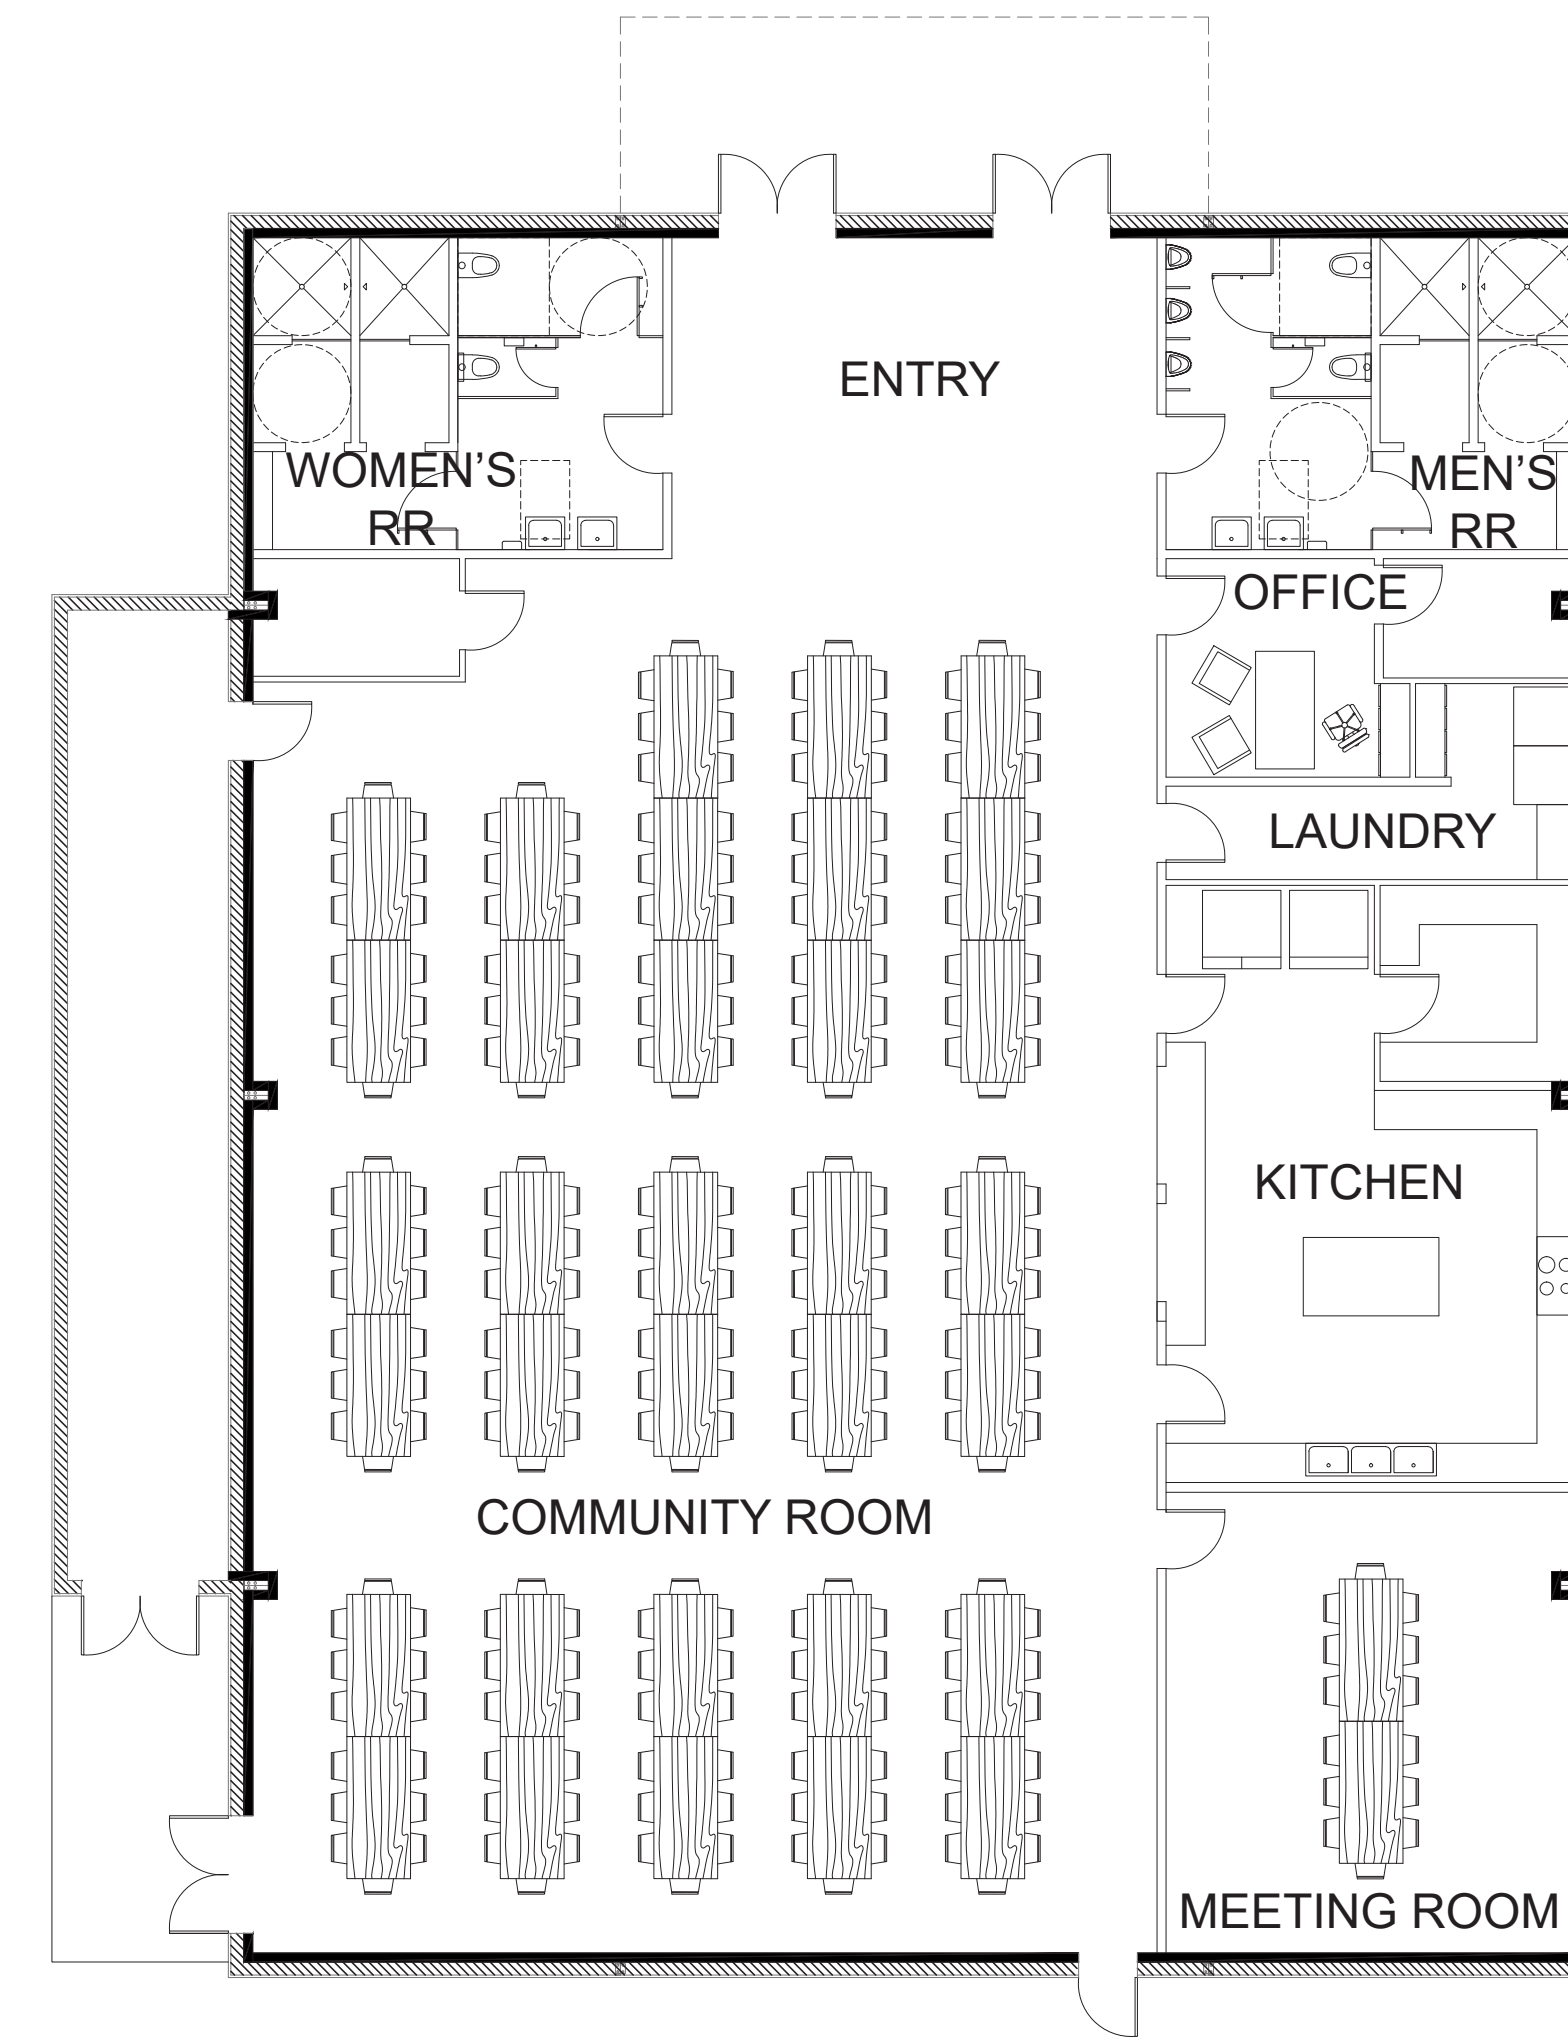 ENTRY
WOMEN’S
RR
MEN’S
RR
OFFICE
LAUNDRY
KITCHEN
COMMUNITY ROOM
MEETING ROOM